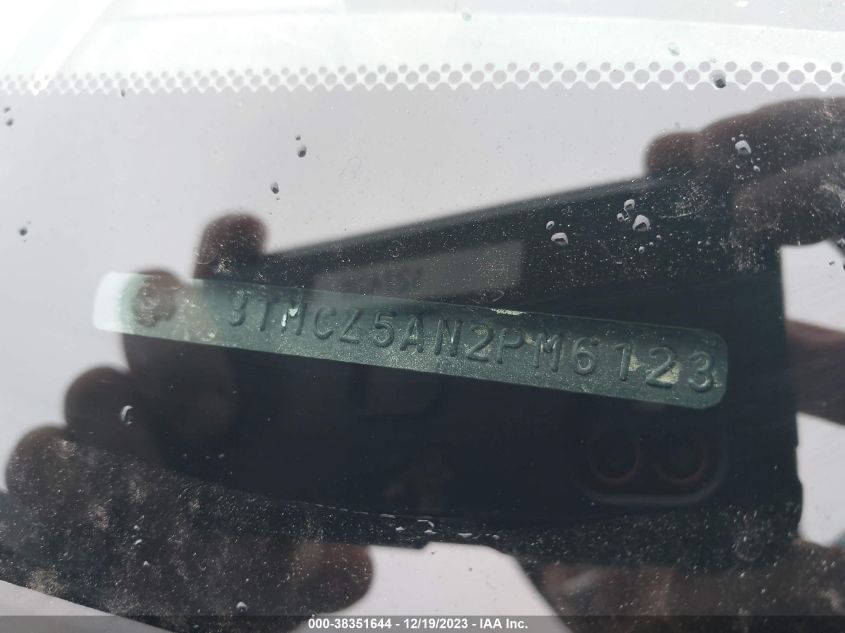 3TMCZ5AN2PM6123
000-38351644 - 12/19/2023 - IAA Inc.